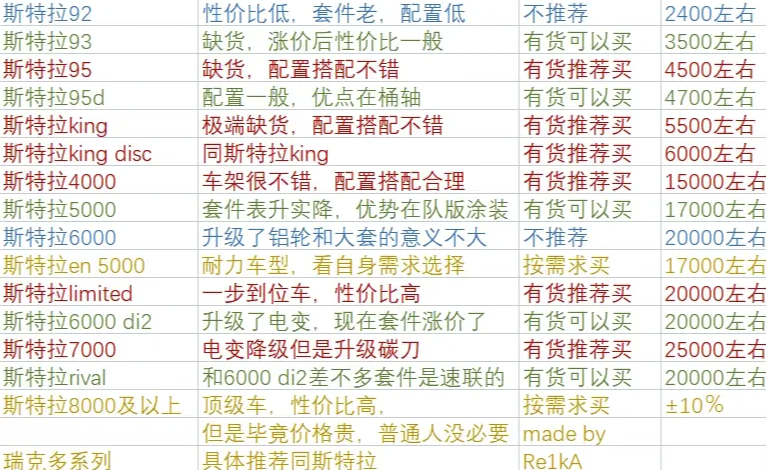 斯特拉92 性价比低，套件老，配置低 不推荐 2400左右
斯特拉93 缺货，涨价后性价比一般 有货可以买 3500左右
斯特拉95 缺货，配置搭配不错 有货推荐买 4500左右
斯特拉95d 配置一般，优点在桶轴 有货可以买 4700左右
斯特拉king 极端缺货，配置搭配不错 有货推荐买 5500左右
斯特拉king disc 同斯特拉king 有货推荐买 6000左右
斯特拉4000 车架很不错，配置搭配合理 有货推荐买 15000左右
斯特拉5000 套件表升实降，优势在队版涂装 有货可以买 17000左右
斯特拉6000 升级了铝轮和大套的意义不大 不推荐 20000左右
斯特拉en 5000 耐力车型，看自身需求选择 按需求买 17000左右
斯特拉limited 一步到位车，性价比高 有货推荐买 20000左右
斯特拉6000 di2 升级了电变，现在套件涨价了 有货可以买 20000左右
斯特拉7000 电变降级但是升级碳刀 有货推荐买 25000左右
斯特拉rival 和6000 di2差不多套件是速联的 有货可以买 20000左右
斯特拉8000及以上 顶级车，性价比高， 按需求买 ±10%
但是毕竟价格贵，普通人没必要 made by
瑞克多系列 具体推荐同斯特拉 Re1kA